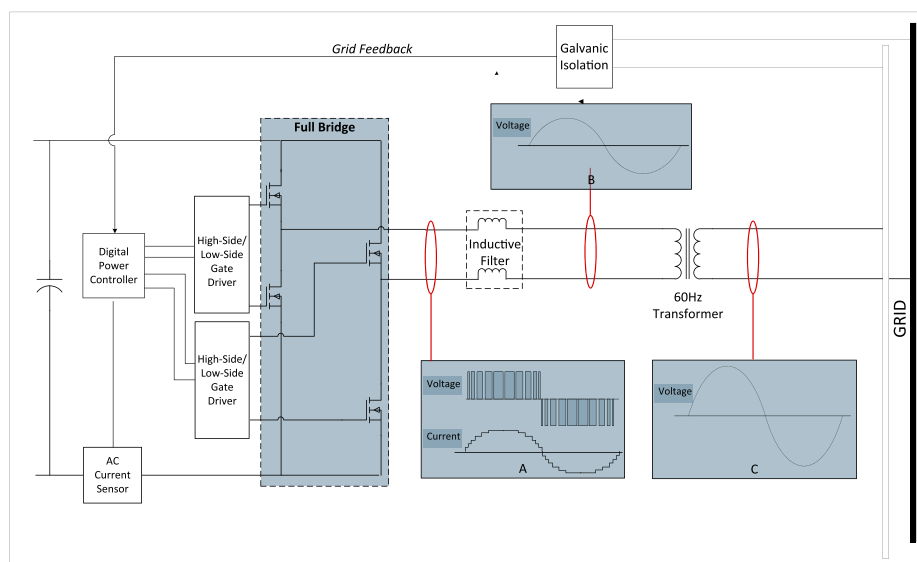 Grid Feedback
Galvanic
Isolation
Full Bridge
Voltage
B
High-Side/
Low-Side
Gate
Driver
Digital
Power
Controller
Inductive
Filter
60Hz
Transformer
GRID
High-Side/
Low-Side
Gate
Driver
Voltage
Current
A
Voltage
C
AC
Current
Sensor